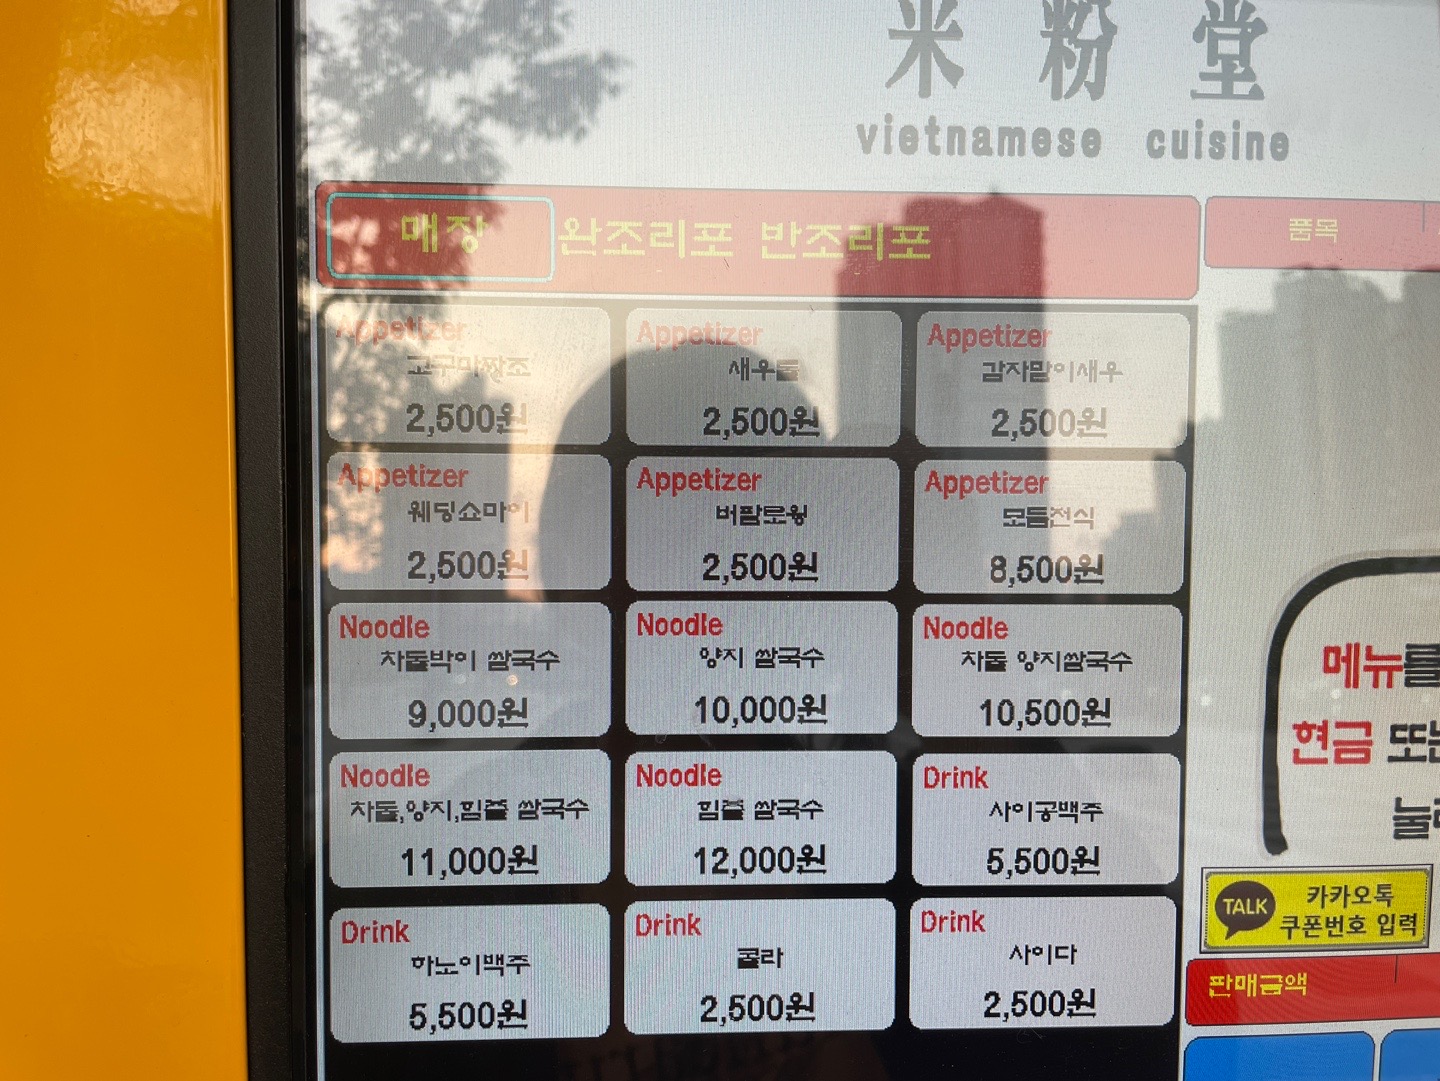 米 粉 堂
vietnamese cuisine
매장 완조리포 반조리포
품목
Appetizer
고구마짱조
2,500원
Appetizer
새우롤
2,500원
Appetizer
감자말이새우
2,500원
Appetizer
웨딩쇼마이
2,500원
Appetizer
버팔로윙
2,500원
Appetizer
모듬전식
8,500원
Noodle
차돌박이 쌀국수
9,000원
Noodle
양지 쌀국수
10,000원
Noodle
차돌 양지쌀국수
10,500원
Noodle
차돌,양지,힘줄 쌀국수
11,000원
Noodle
힘줄 쌀국수
12,000원
Drink
사이공맥주
5,500원
Drink
하노이맥주
5,500원
Drink
콜라
2,500원
Drink
사이다
2,500원
메뉴를
현금 또는
TALK
카카오톡
쿠폰번호 입력
판매금액